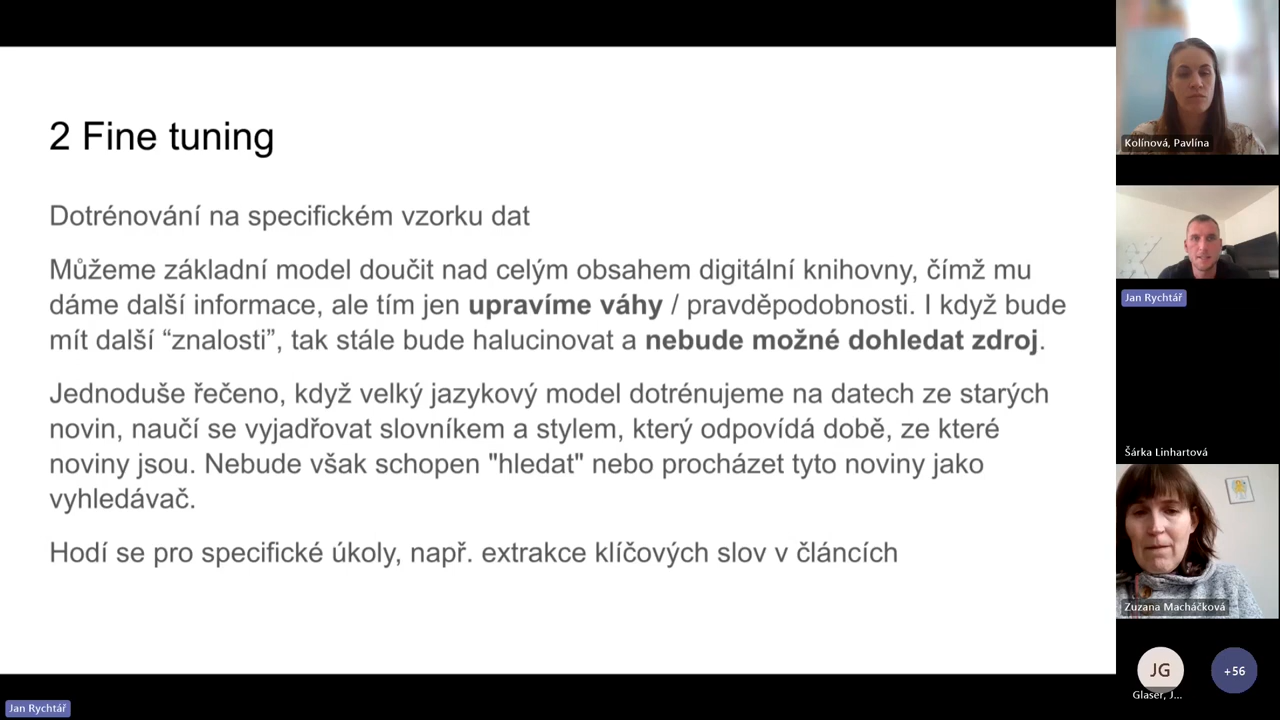 2 Fine tuning
Dotrénování na specifickém vzorku dat
Můžeme základní model doučit nad celým obsahem digitální knihovny, čímž mu
dáme další informace, ale tím jen upravíme váhy / pravděpodobnosti. I když bude
mít další “znalosti”, tak stále bude halucinovat a nebude možné dohledat zdroj.
Jednoduše řečeno, když velký jazykový model dotrénujeme na datech ze starých
novin, naučí se vyjadřovat slovníkem a stylem, který odpovídá době, ze které
noviny jsou. Nebude však schopen "hledat" nebo procházet tyto noviny jako
vyhledávač.
Hodí se pro specifické úkoly, např. extrakce klíčových slov v článcích
Jan Rychtář
Kolínová, Pavlína
Jan Rychtář
Šárka Linhartová
Zuzana Macháčková
JG
+56
Glaser, J...